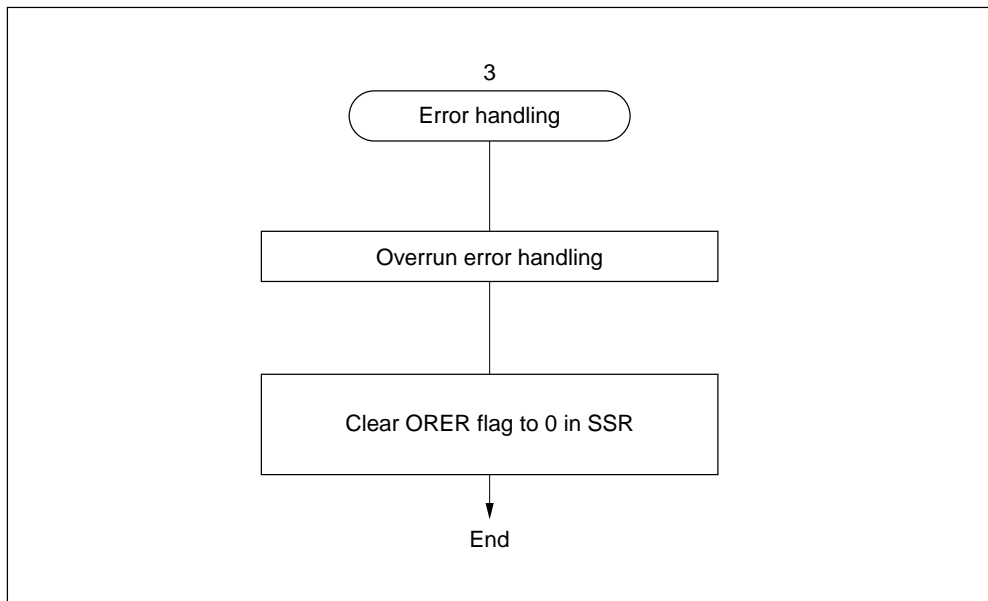 3
Error handling
Overrun error handling
Clear ORER flag to 0 in SSR
End